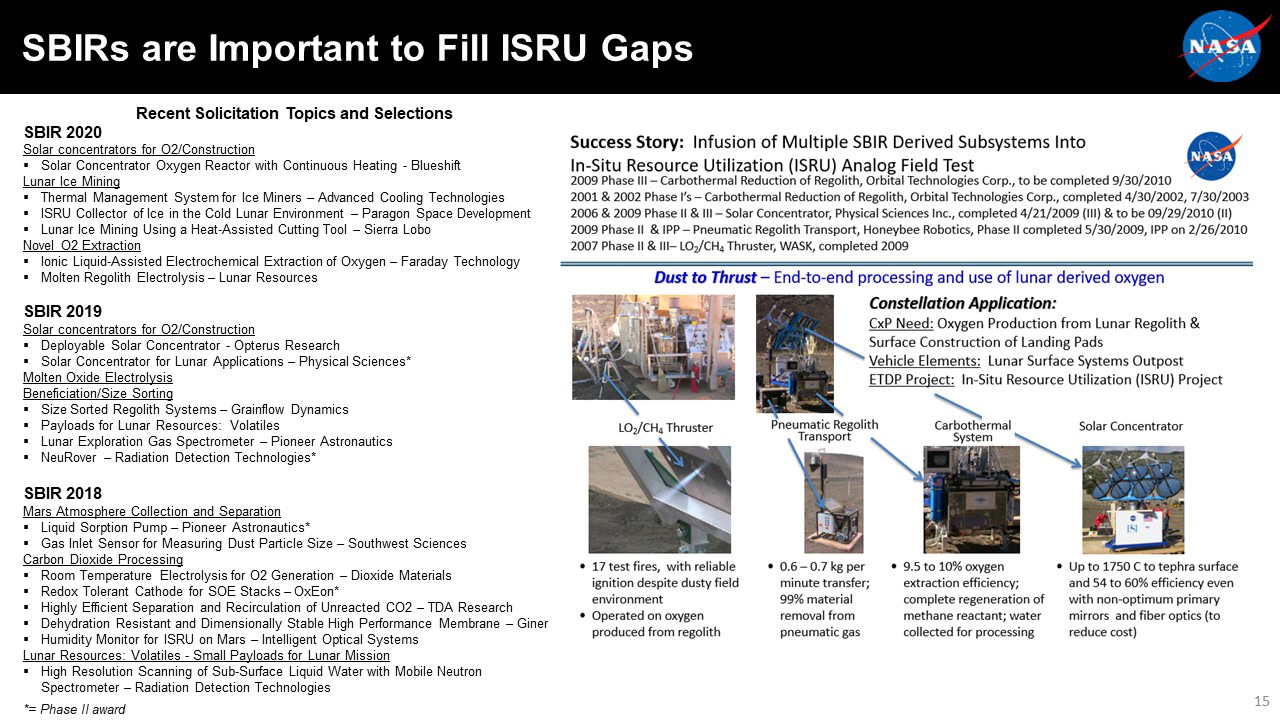 SBIRs are Important to Fill ISRU Gaps
NASA
Recent Solicitation Topics and Selections
SBIR 2020
Solar concentrators for O2/Construction
▪ Solar Concentrator Oxygen Reactor with Continuous Heating - Blueshift
Lunar Ice Mining
▪ Thermal Management System for Ice Miners – Advanced Cooling Technologies
▪ ISRU Collector of Ice in the Cold Lunar Environment – Paragon Space Development
▪ Lunar Ice Mining Using a Heat-Assisted Cutting Tool – Sierra Lobo
Novel O2 Extraction
▪ Ionic Liquid-Assisted Electrochemical Extraction of Oxygen – Faraday Technology
▪ Molten Regolith Electrolysis – Lunar Resources
SBIR 2019
Solar concentrators for O2/Construction
▪ Deployable Solar Concentrator - Opterus Research
▪ Solar Concentrator for Lunar Applications – Physical Sciences*
Molten Oxide Electrolysis
Beneficiation/Size Sorting
▪ Size Sorted Regolith Systems – Grainflow Dynamics
▪ Payloads for Lunar Resources: Volatiles
▪ Lunar Exploration Gas Spectrometer – Pioneer Astronautics
▪ NeuRover – Radiation Detection Technologies*
SBIR 2018
Mars Atmosphere Collection and Separation
▪ Liquid Sorption Pump – Pioneer Astronautics*
▪ Gas Inlet Sensor for Measuring Dust Particle Size – Southwest Sciences
Carbon Dioxide Processing
▪ Room Temperature Electrolysis for O2 Generation – Dioxide Materials
▪ Redox Tolerant Cathode for SOE Stacks – OxEon*
▪ Highly Efficient Separation and Recirculation of Unreacted CO2 – TDA Research
▪ Dehydration Resistant and Dimensionally Stable High Performance Membrane – Giner
▪ Humidity Monitor for ISRU on Mars – Intelligent Optical Systems
Lunar Resources: Volatiles - Small Payloads for Lunar Mission
▪ High Resolution Scanning of Sub-Surface Liquid Water with Mobile Neutron
Spectrometer – Radiation Detection Technologies
*= Phase II award
Success Story: Infusion of Multiple SBIR Derived Subsystems Into
In-Situ Resource Utilization (ISRU) Analog Field Test
NASA
2009 Phase III – Carbothermal Reduction of Regolith, Orbital Technologies Corp., to be completed 9/30/2010
2001 & 2002 Phase I's – Carbothermal Reduction of Regolith, Orbital Technologies Corp., completed 4/30/2002, 7/30/2003
2006 & 2009 Phase II & III – Solar Concentrator, Physical Sciences Inc., completed 4/21/2009 (III) & to be 09/29/2010 (II)
2009 Phase II & IPP – Pneumatic Regolith Transport, Honeybee Robotics, Phase II completed 5/30/2009, IPP on 2/26/2010
2007 Phase II & III– LO₂/CH₄ Thruster, WASK, completed 2009
Dust to Thrust – End-to-end processing and use of lunar derived oxygen
Constellation Application:
CxP Need: Oxygen Production from Lunar Regolith &
Surface Construction of Landing Pads
Vehicle Elements: Lunar Surface Systems Outpost
ETDP Project: In-Situ Resource Utilization (ISRU) Project
LO₂/CH₄ Thruster
Pneumatic Regolith
Transport
Carbothermal
System
Solar Concentrator
• 17 test fires, with reliable
ignition despite dusty field
environment
• Operated on oxygen
produced from regolith
• 0.6 – 0.7 kg per
minute transfer;
99% material
removal from
pneumatic gas
• 9.5 to 10% oxygen
extraction efficiency;
complete regeneration of
methane reactant; water
collected for processing
• Up to 1750 C to tephra surface
and 54 to 60% efficiency even
with non-optimum primary
mirrors and fiber optics (to
reduce cost)
15